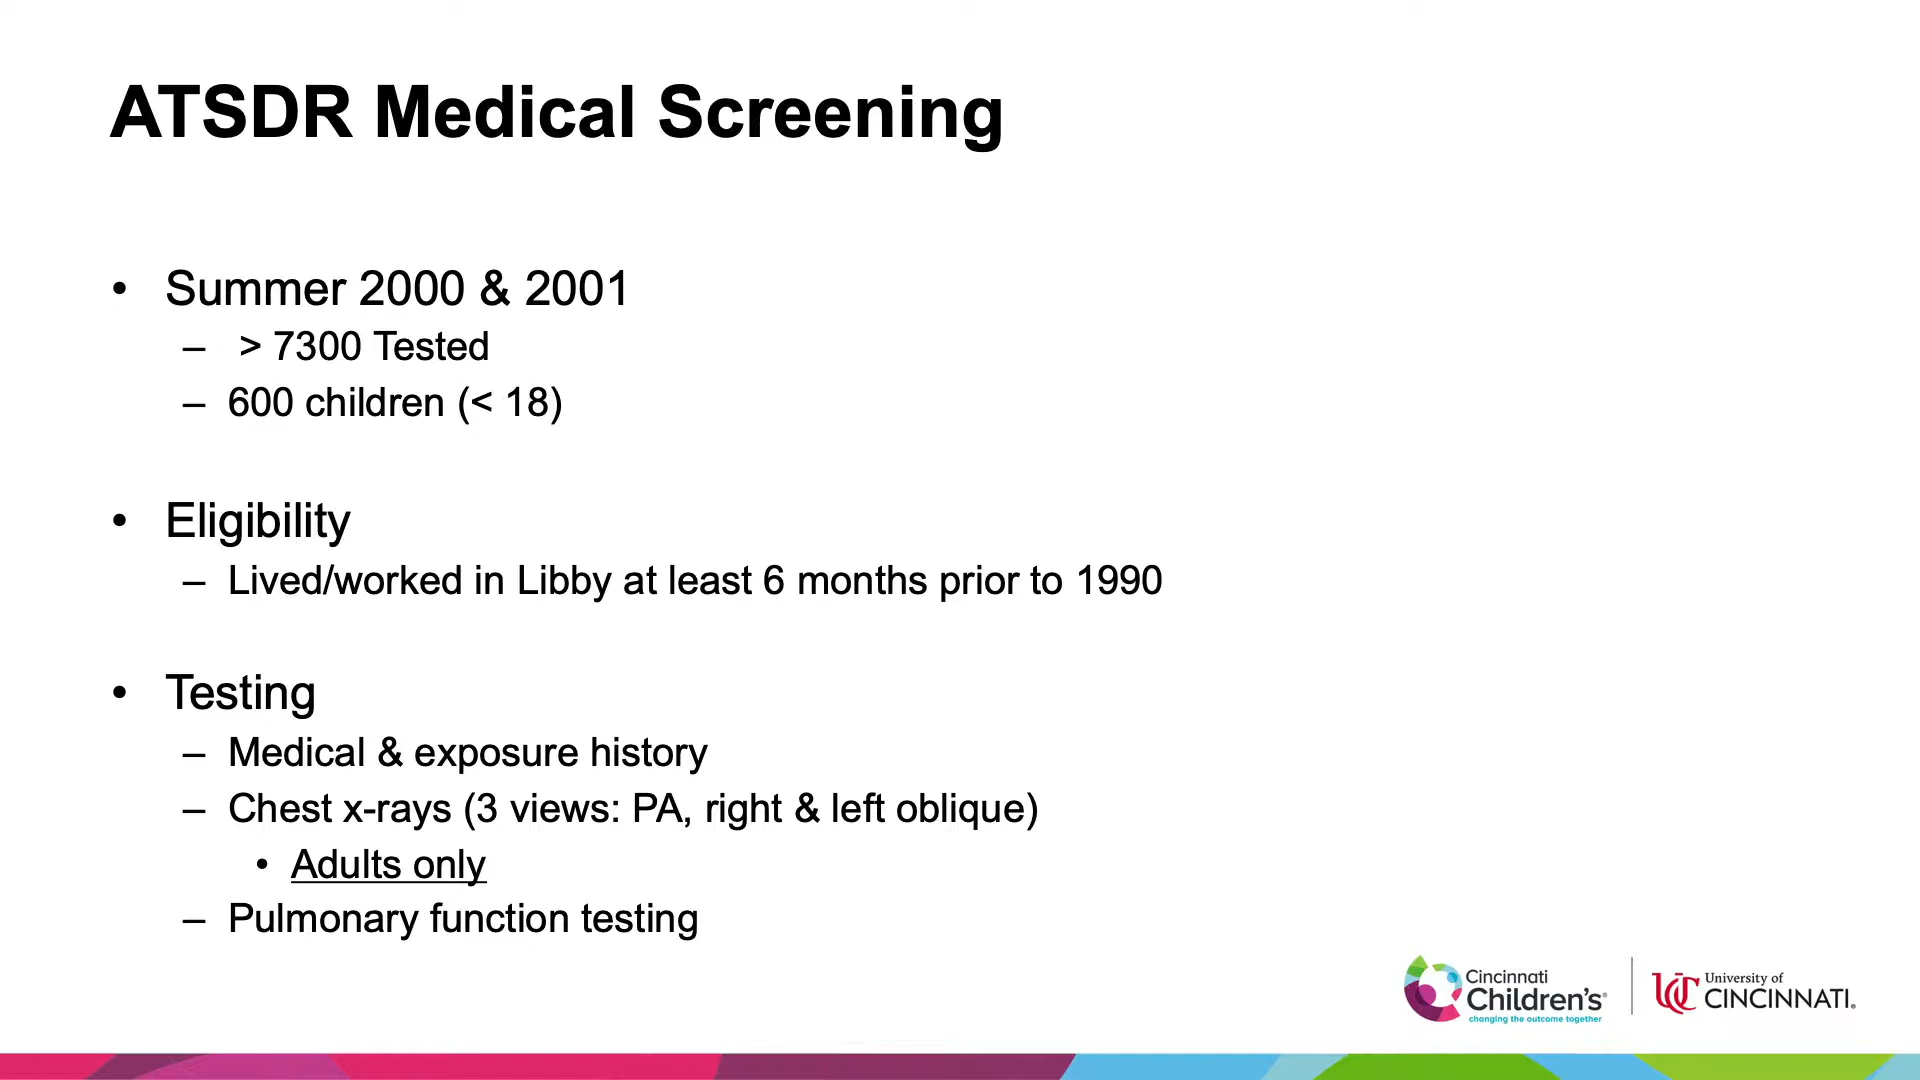 ATSDR Medical Screening
• Summer 2000 & 2001
– > 7300 Tested
– 600 children (< 18)
• Eligibility
– Lived/worked in Libby at least 6 months prior to 1990
• Testing
– Medical & exposure history
– Chest x-rays (3 views: PA, right & left oblique)
• Adults only
– Pulmonary function testing
Cincinnati
Children's®
changing the outcome together
UC
University of
CINCINNATI®